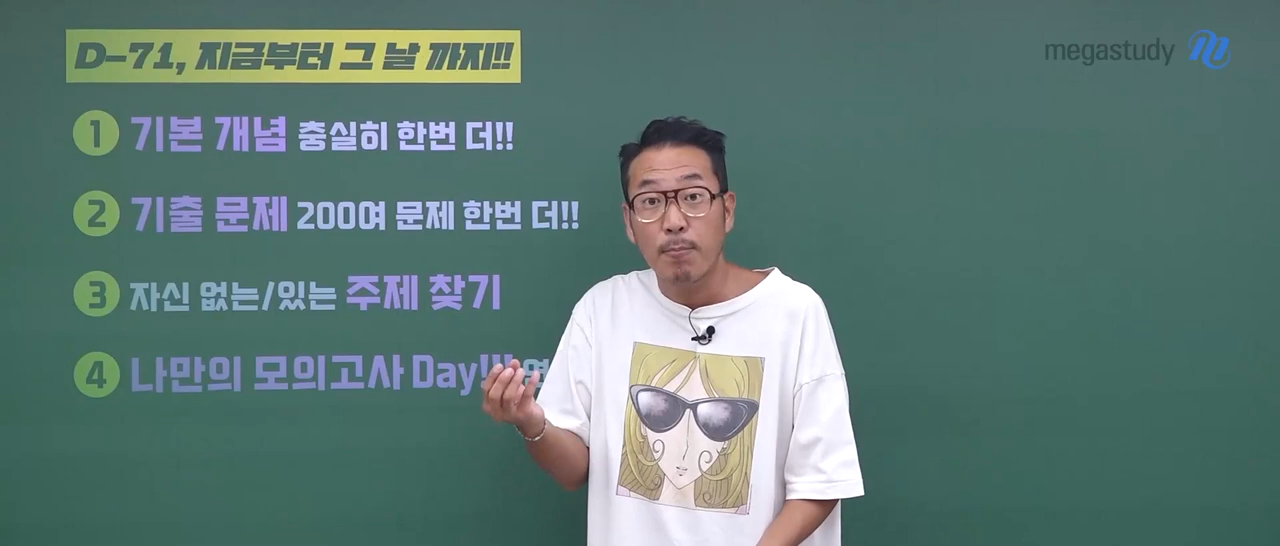 D-71, 지금부터 그 날 까지!!
megastudy
1 기본 개념 충실히 한번 더!!
2 기출 문제 200여 문제 한번 더!!
3 자신 없는/있는 주제 찾기
4 나만의 모의고사 Day!!!